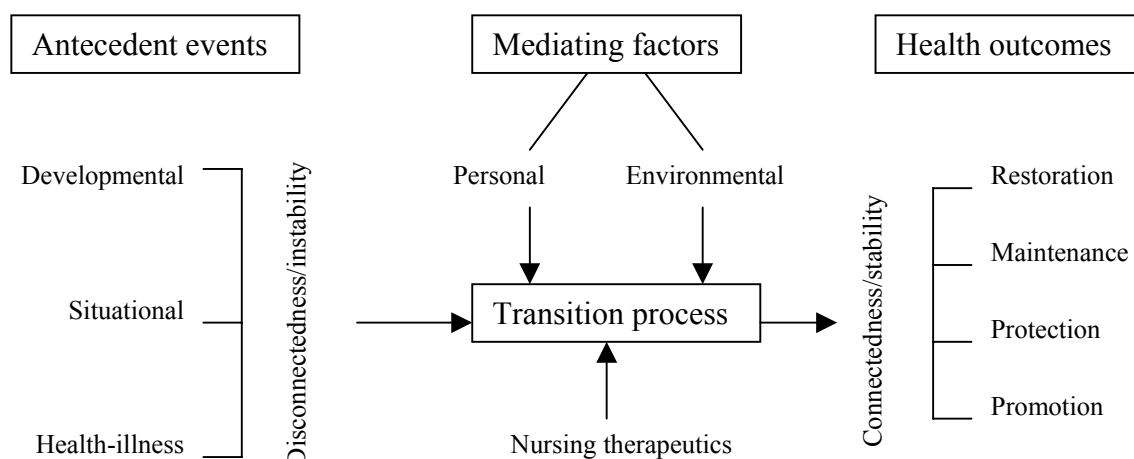 Antecedent events
Mediating factors
Health outcomes
Developmental
Situational
Health-illness
Disconnectedness/instability
Personal
Environmental
Transition process
Nursing therapeutics
Connectedness/stability
Restoration
Maintenance
Protection
Promotion